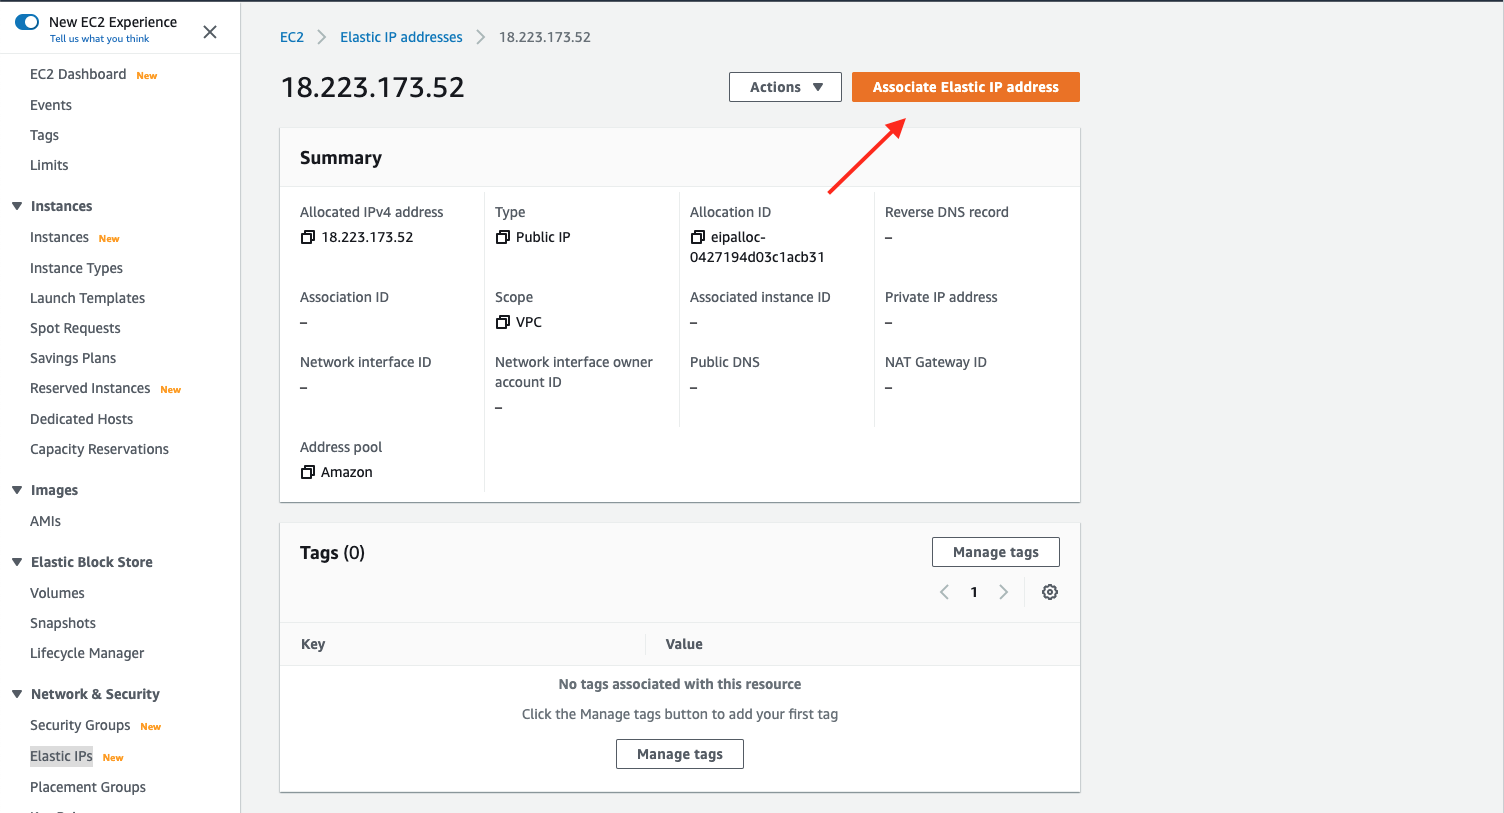 New EC2 Experience
Tell us what you think
EC2 Dashboard New
Events
Tags
Limits
Instances
Instances New
Instance Types
Launch Templates
Spot Requests
Savings Plans
Reserved Instances New
Dedicated Hosts
Capacity Reservations
Images
AMIs
Elastic Block Store
Volumes
Snapshots
Lifecycle Manager
Network & Security
Security Groups New
Elastic IPs New
Placement Groups
EC2 Elastic IP addresses 18.223.173.52
18.223.173.52
Actions
Associate Elastic IP address
Summary
Allocated IPv4 address
18.223.173.52
Type
Public IP
Allocation ID
eipalloc-
0427194d03c1acb31
Reverse DNS record
–
Association ID
–
Scope
VPC
Associated instance ID
–
Private IP address
–
Network interface ID
–
Network interface owner
account ID
–
Public DNS
–
NAT Gateway ID
–
Address pool
Amazon
Tags (0)
Manage tags
1
Key Value
No tags associated with this resource
Click the Manage tags button to add your first tag
Manage tags